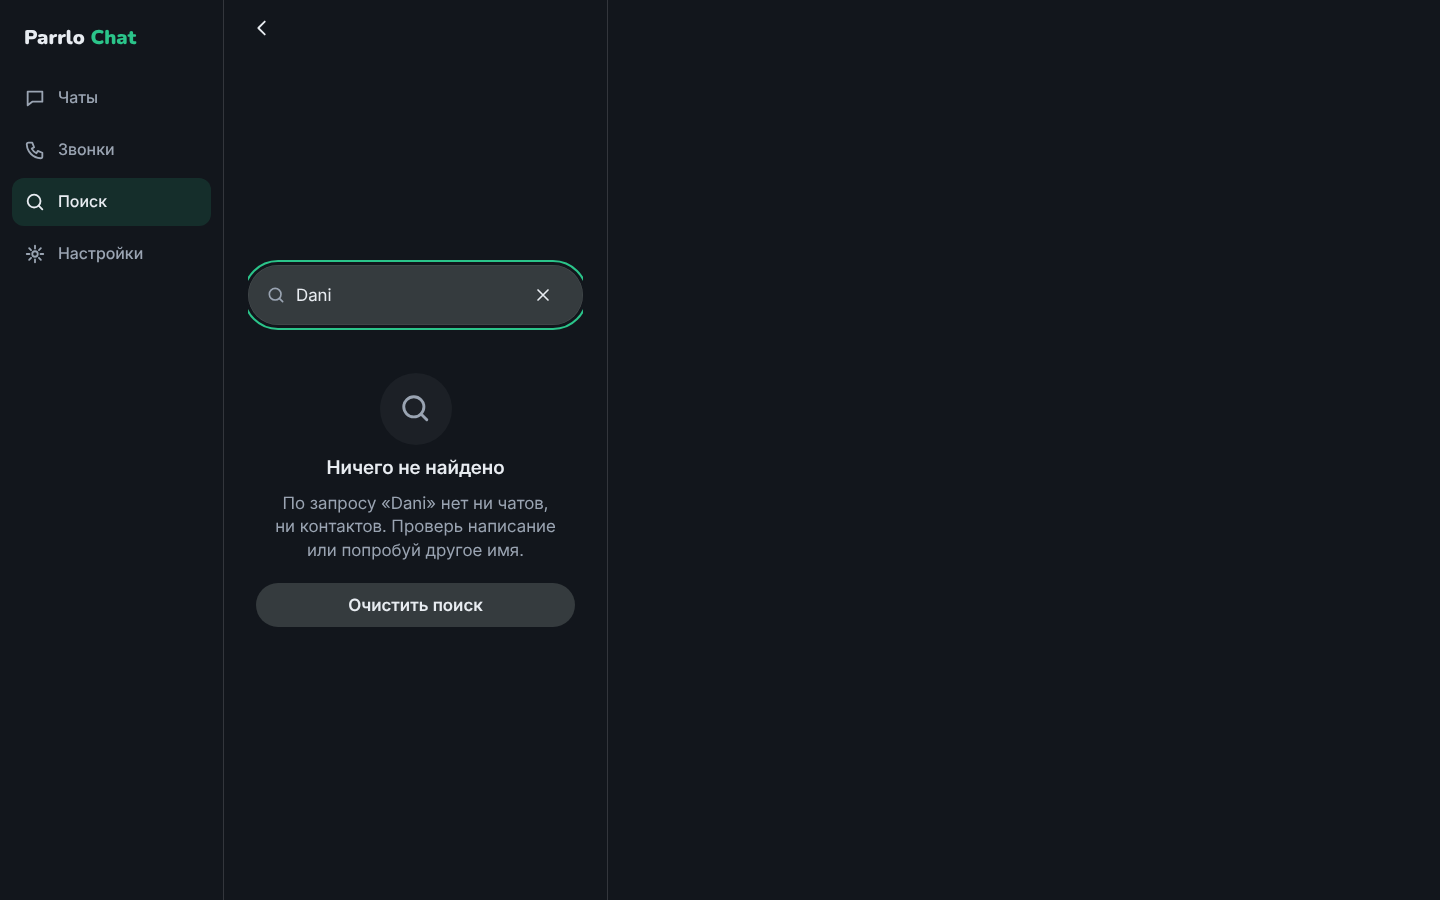 Parrlo Chat
Чаты
Звонки
Поиск
Настройки
Dani
Ничего не найдено
По запросу «Dani» нет ни чатов,
ни контактов. Проверь написание
или попробуй другое имя.
Очистить поиск